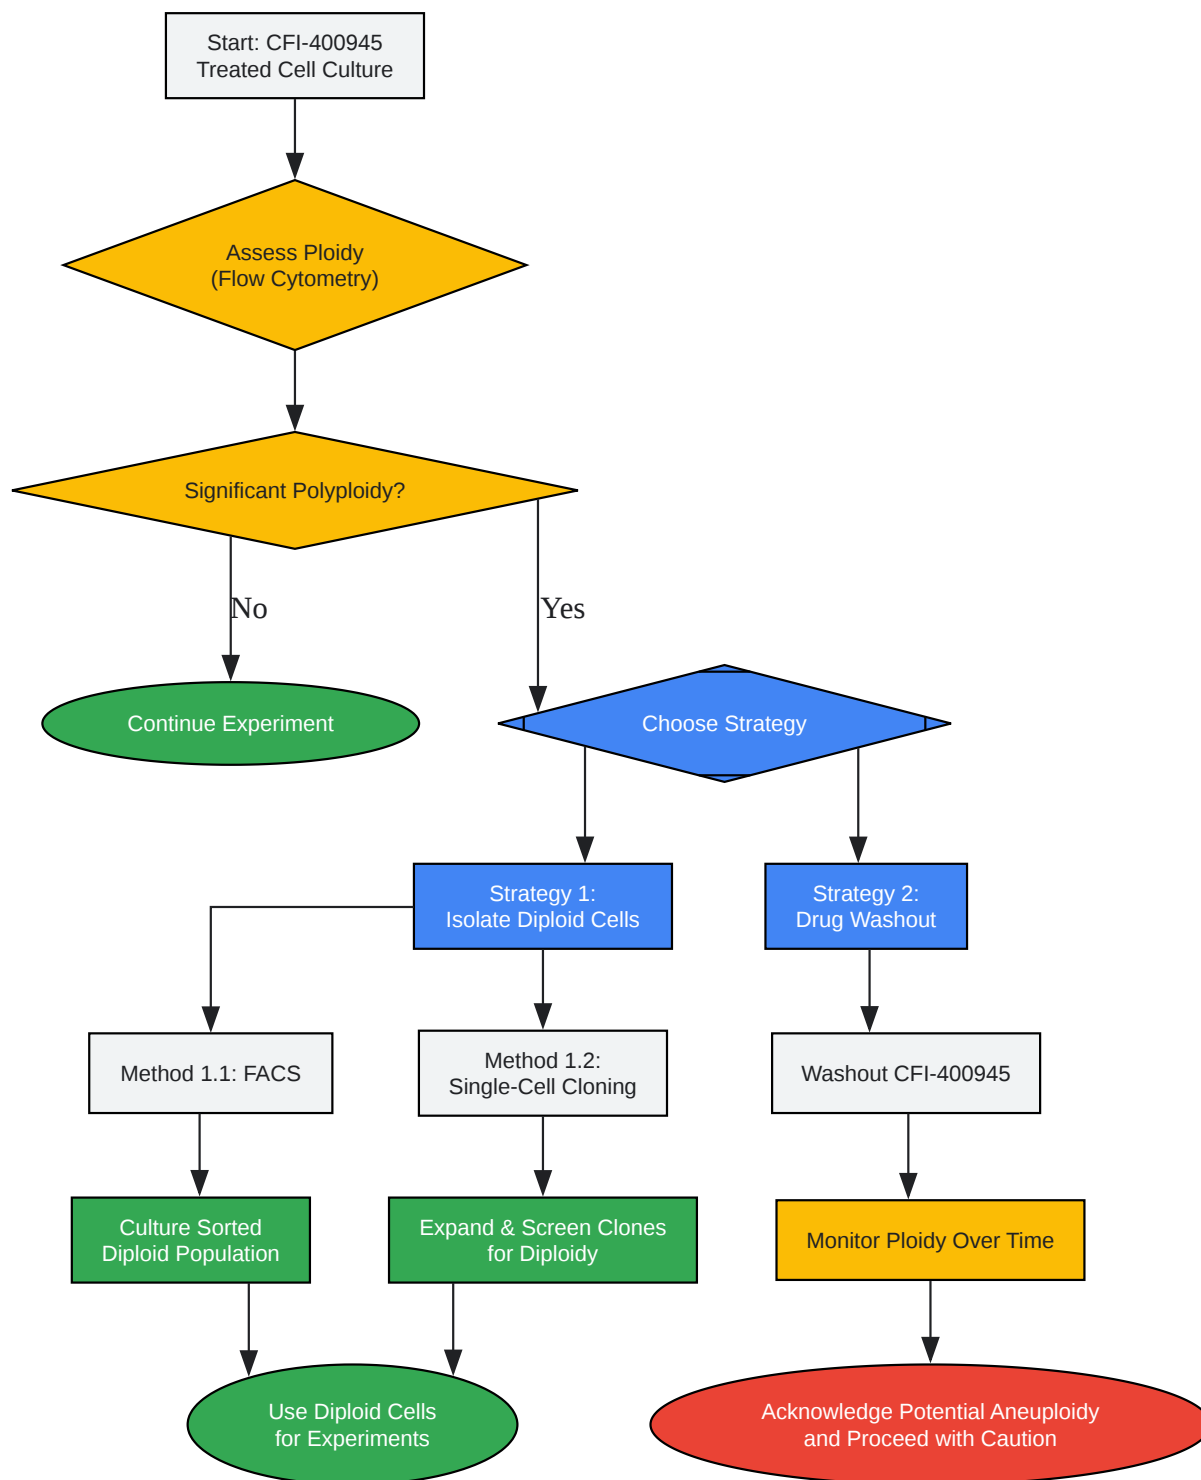 Start: CFI-400945
Treated Cell Culture
Assess Ploidy
(Flow Cytometry)
Significant Polyploidy?
No
Yes
Continue Experiment
Choose Strategy
Strategy 1:
Isolate Diploid Cells
Strategy 2:
Drug Washout
Method 1.1: FACS
Method 1.2:
Single-Cell Cloning
Washout CFI-400945
Culture Sorted
Diploid Population
Expand & Screen Clones
for Diploidy
Monitor Ploidy Over Time
Use Diploid Cells
for Experiments
Acknowledge Potential Aneuploidy
and Proceed with Caution